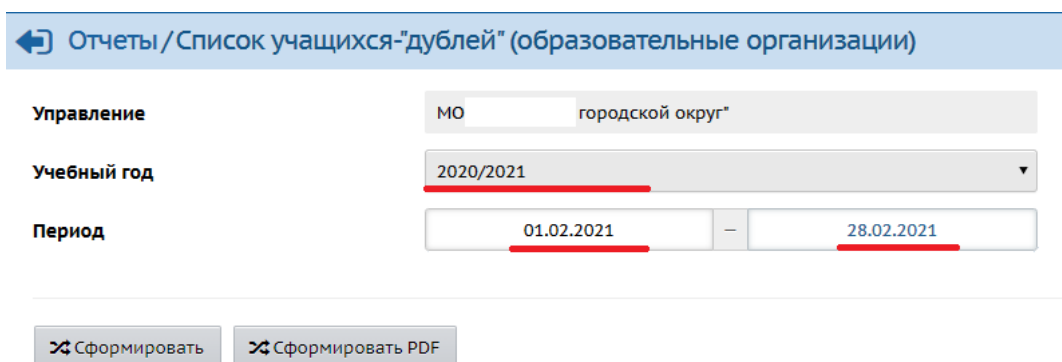 Отчеты/Список учащихся-"дублей" (образовательные организации)
Управление МО городской округ"
Учебный год 2020/2021
Период 01.02.2021 – 28.02.2021
Сформировать Сформировать PDF